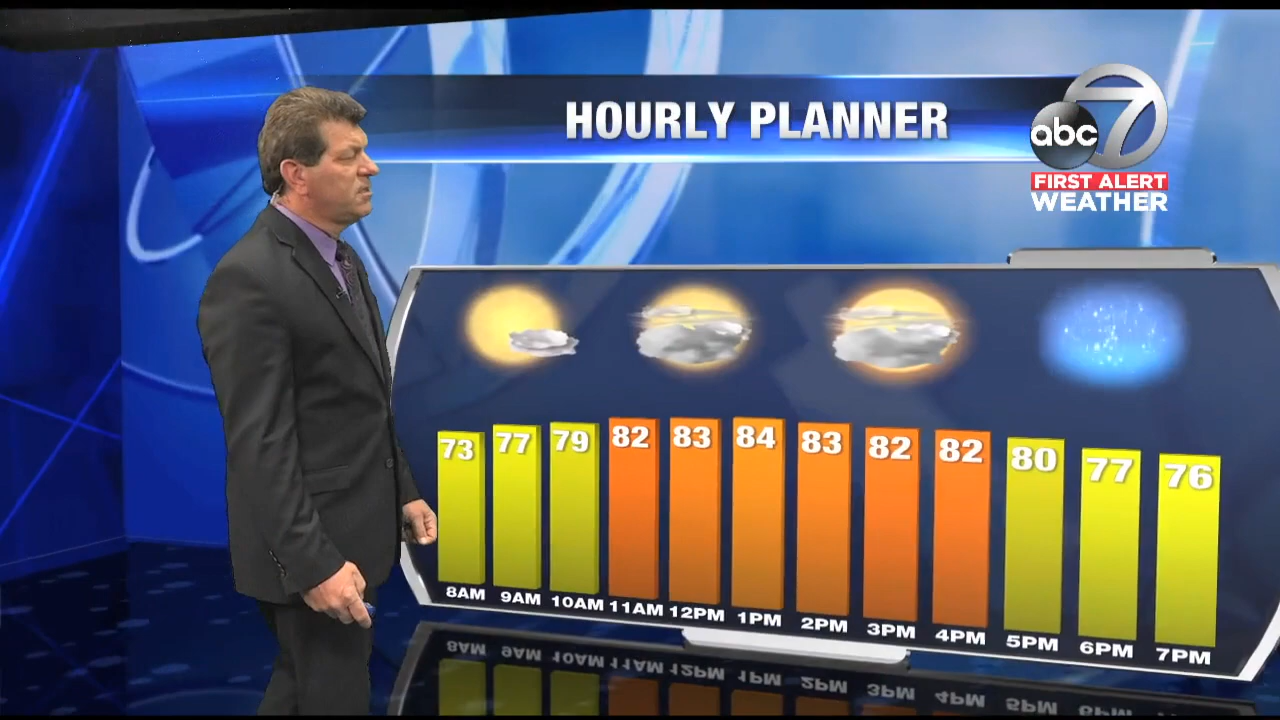 HOURLY PLANNER
abc 7
FIRST ALERT
WEATHER
73 77 79 82 83 84 83 82 82 80 77 76
8AM 9AM 10AM 11AM 12PM 1PM 2PM 3PM 4PM 5PM 6PM 7PM